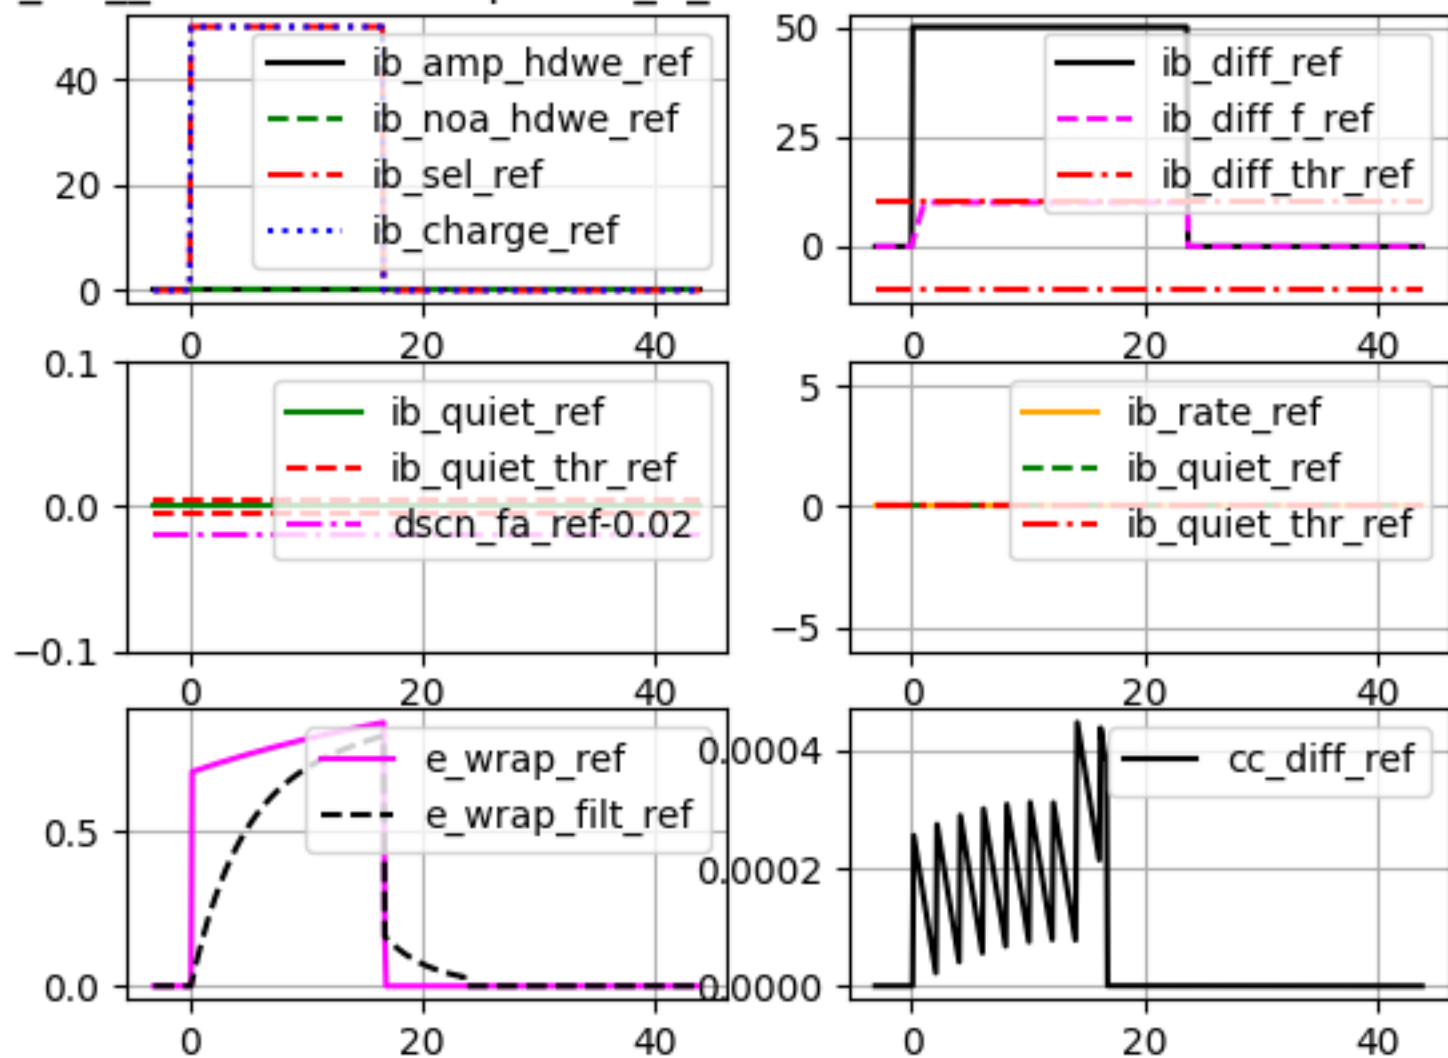 ib_amp_hdwe_ref
ib_noa_hdwe_ref
ib_sel_ref
ib_charge_ref
40
20
0
0 20 40
ib_diff_ref
ib_diff_f_ref
ib_diff_thr_ref
50
25
0
0 20 40
ib_quiet_ref
ib_quiet_thr_ref
dscn_fa_ref-0.02
0.1
0.0
−0.1
0 20 40
ib_rate_ref
ib_quiet_ref
ib_quiet_thr_ref
5
0
−5
0 20 40
e_wrap_ref
e_wrap_filt_ref
0.5
0.0
0 20 40
cc_diff_ref
0.0004
0.0002
0.0000
0 20 40